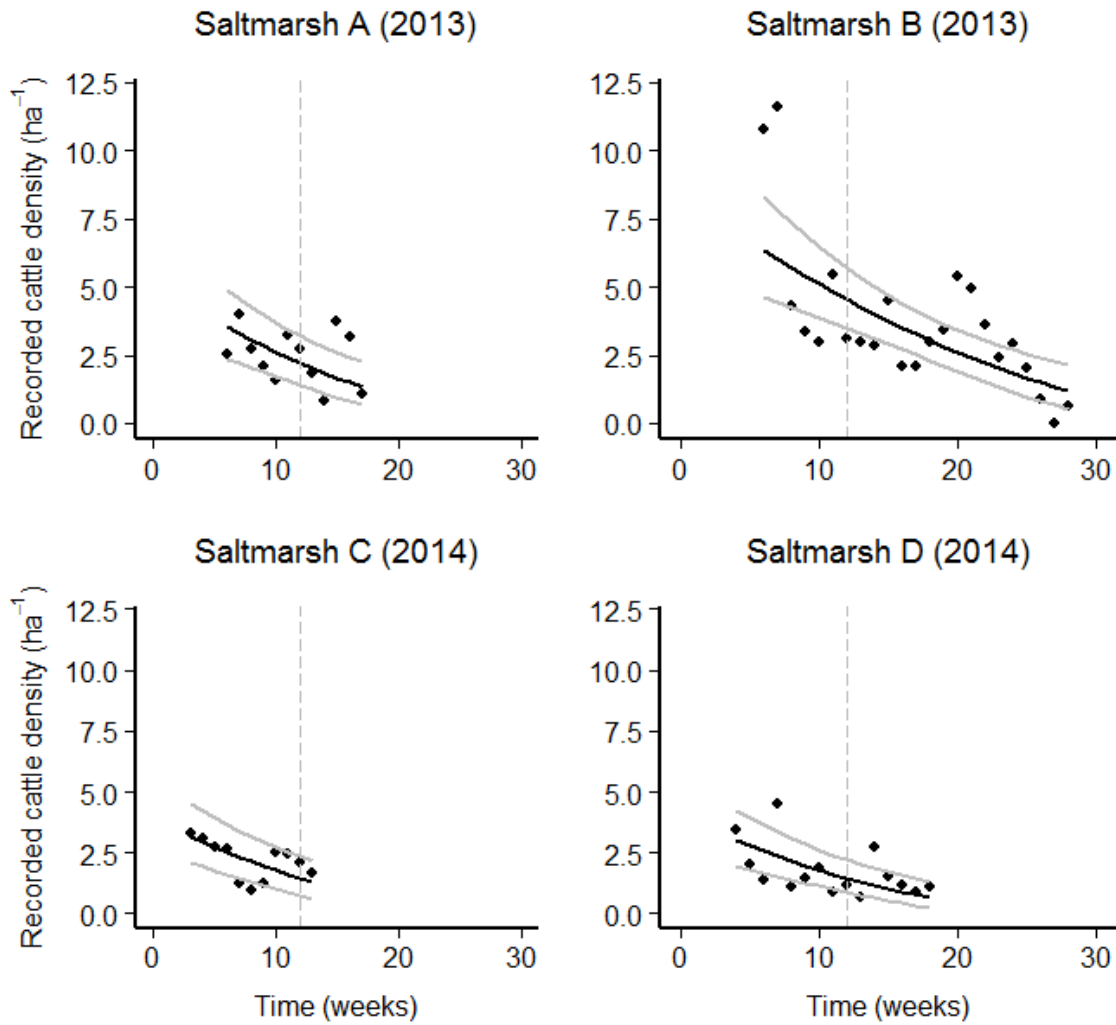 Saltmarsh A (2013)
Saltmarsh B (2013)
Recorded cattle density (ha⁻¹)
12.5
10.0
7.5
5.0
2.5
0.0
0 10 20 30
12.5
10.0
7.5
5.0
2.5
0.0
0 10 20 30
Saltmarsh C (2014)
Saltmarsh D (2014)
Recorded cattle density (ha⁻¹)
12.5
10.0
7.5
5.0
2.5
0.0
0 10 20 30
Time (weeks)
12.5
10.0
7.5
5.0
2.5
0.0
0 10 20 30
Time (weeks)